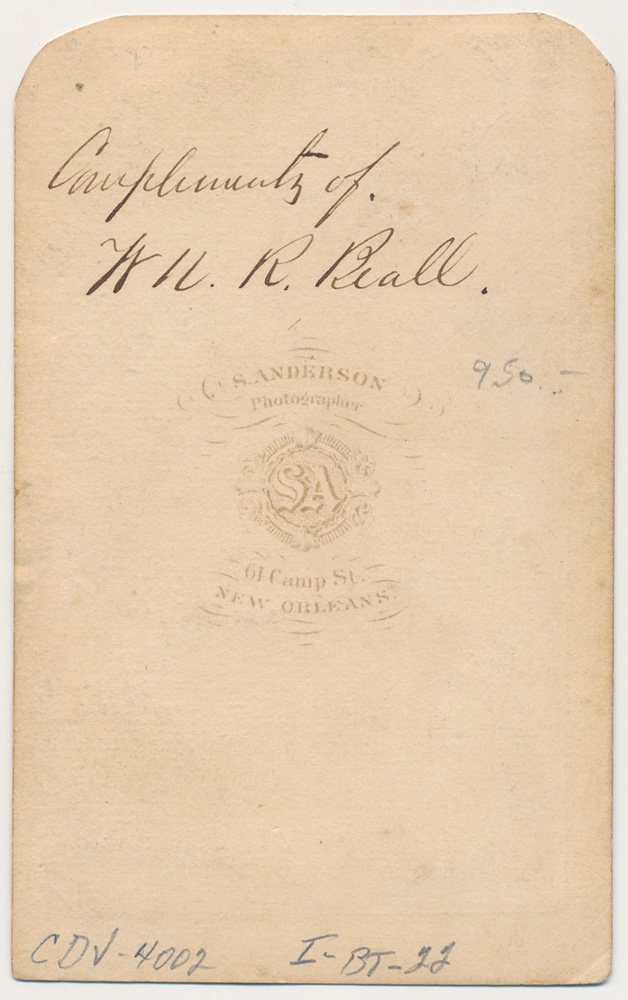 Compliments of.
W N. R. Beall.
S. ANDERSON
Photographer
950.-
SA
61 Camp St.
NEW ORLEANS.
CDV-4002 I-BT-22